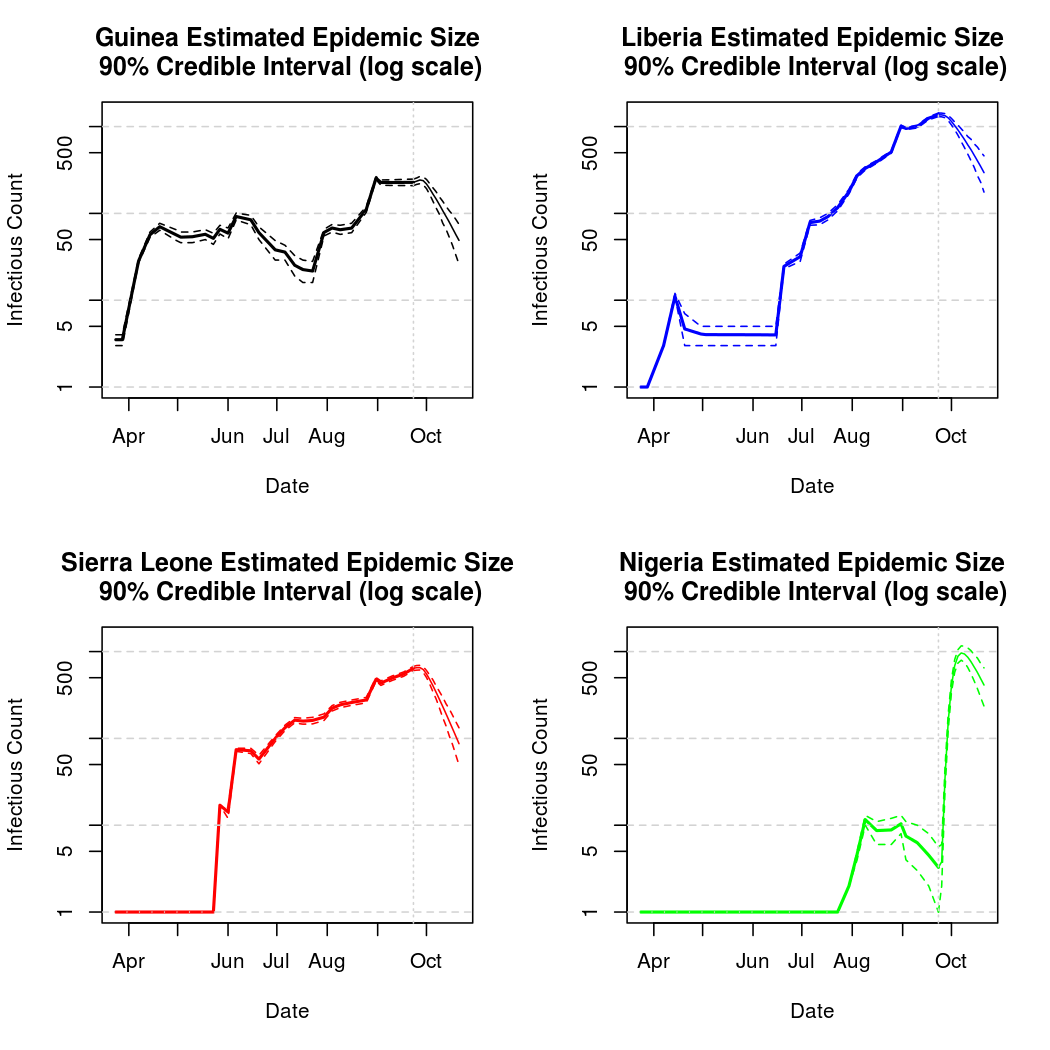 Guinea Estimated Epidemic Size
90% Credible Interval (log scale)
Infectious Count
500
50
5
1
Apr Jun Jul Aug Oct
Date
Liberia Estimated Epidemic Size
90% Credible Interval (log scale)
Infectious Count
500
50
5
1
Apr Jun Jul Aug Oct
Date
Sierra Leone Estimated Epidemic Size
90% Credible Interval (log scale)
Infectious Count
500
50
5
1
Apr Jun Jul Aug Oct
Date
Nigeria Estimated Epidemic Size
90% Credible Interval (log scale)
Infectious Count
500
50
5
1
Apr Jun Jul Aug Oct
Date